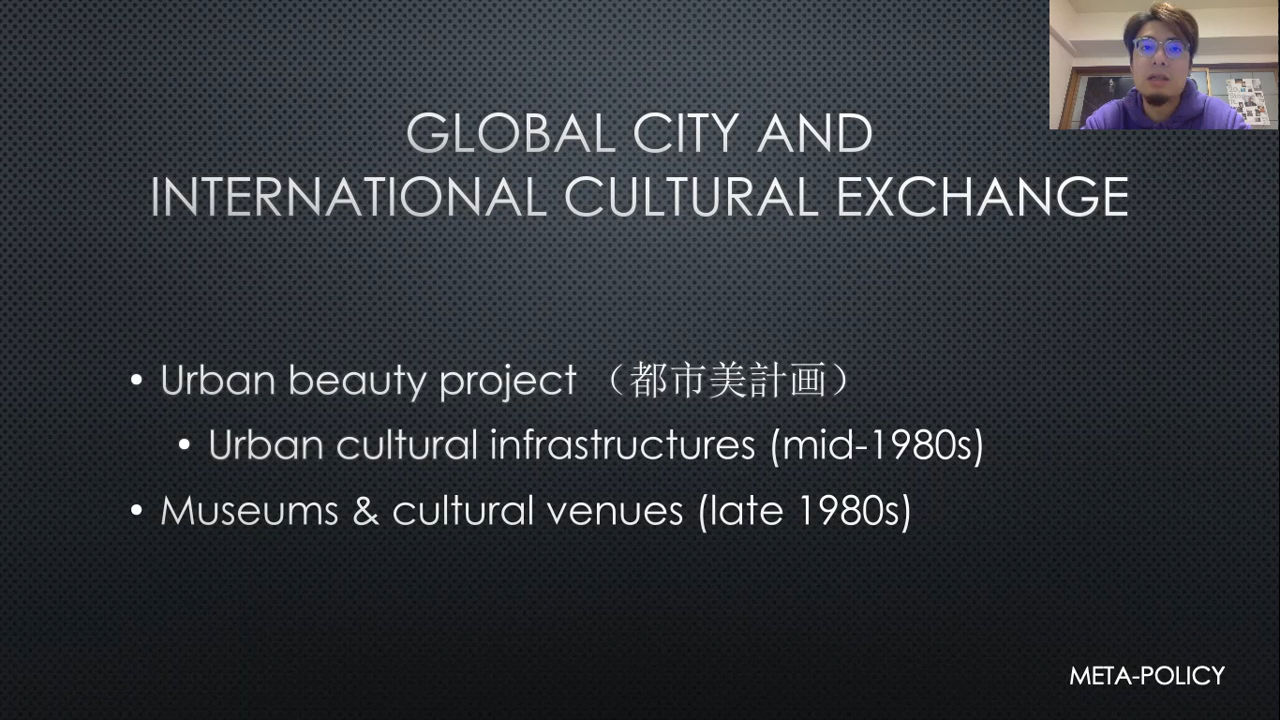 GLOBAL CITY AND
INTERNATIONAL CULTURAL EXCHANGE
• Urban beauty project （都市美計画）
• Urban cultural infrastructures (mid-1980s)
• Museums & cultural venues (late 1980s)
META-POLICY